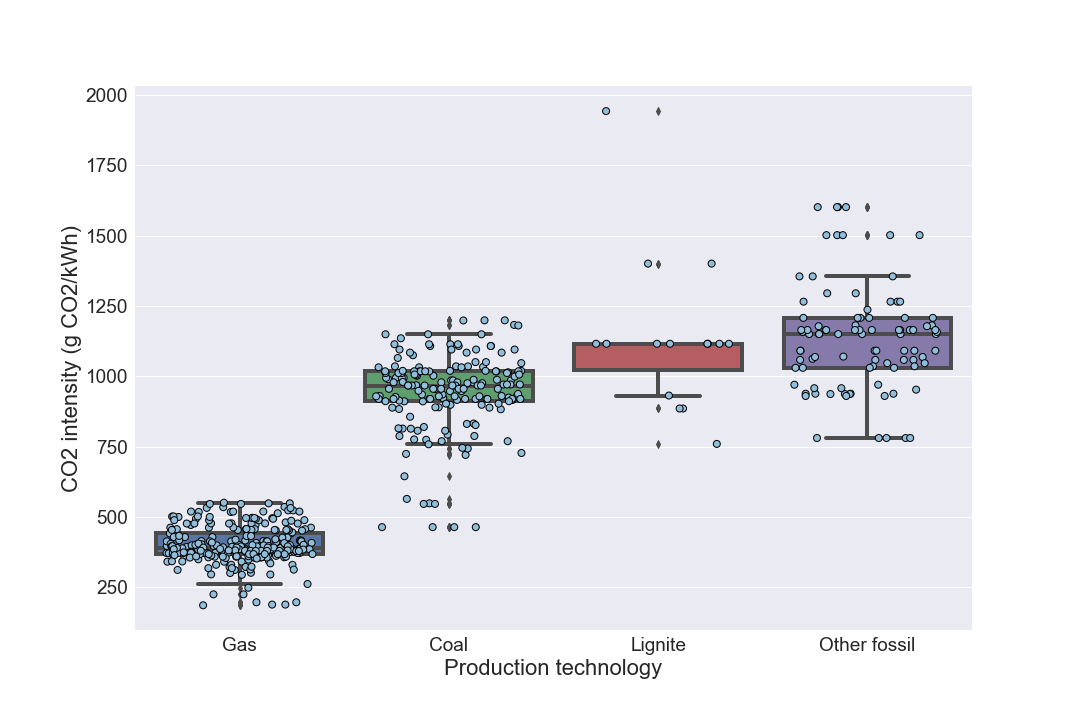 2000
1750
1500
1250
1000
750
500
250
CO2 intensity (g CO2/kWh)
Gas
Coal
Lignite
Other fossil
Production technology